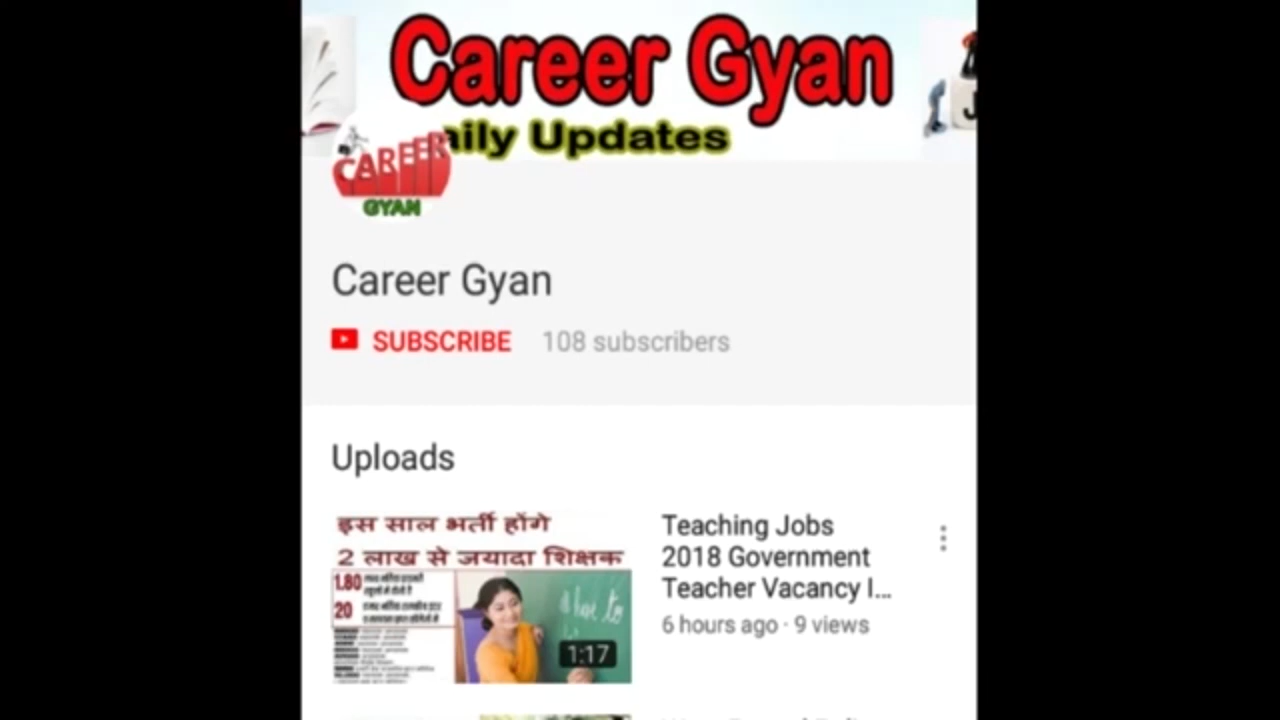 Career Gyan
aily Updates
CAREER
GYAN
Career Gyan
SUBSCRIBE 108 subscribers
Uploads
इस साल भर्ती होंगे
2 लाख से जयादा शिक्षक
1.80
20
1:17
Teaching Jobs
2018 Government
Teacher Vacancy I...
6 hours ago · 9 views